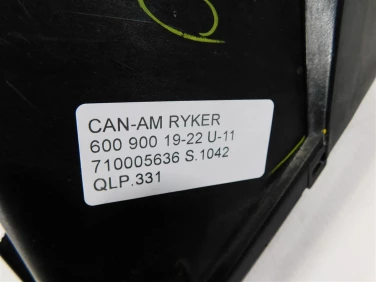 CAN-AM RYKER
600 900 19-22 U-11
710005636 S.1042
QLP.331